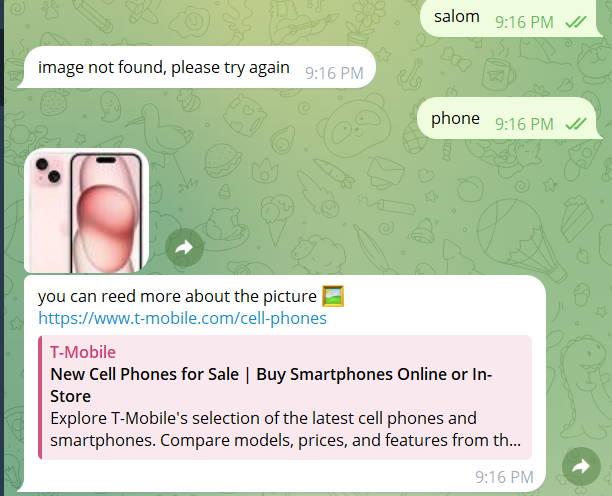 salom 9:16 PM
image not found, please try again 9:16 PM
phone 9:16 PM
you can reed more about the picture 🖼️
https://www.t-mobile.com/cell-phones
T-Mobile
New Cell Phones for Sale | Buy Smartphones Online or In-
Store
Explore T-Mobile's selection of the latest cell phones and
smartphones. Compare models, prices, and features from th...
9:16 PM